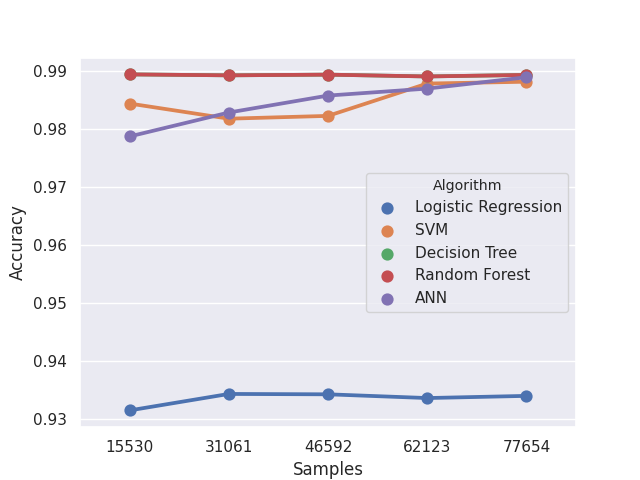 0.99
0.98
0.97
0.96
0.95
0.94
0.93
Accuracy
Algorithm
Logistic Regression
SVM
Decision Tree
Random Forest
ANN
15530 31061 46592 62123 77654
Samples